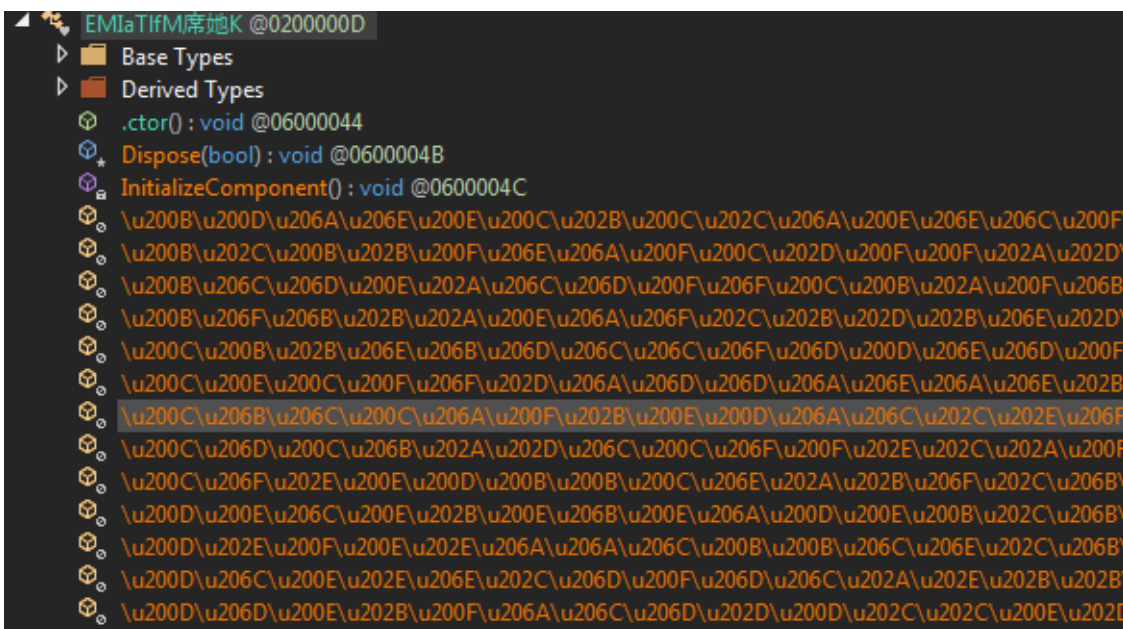 EMIaTIfM席她K @0200000D
Base Types
Derived Types
.ctor() : void @06000044
Dispose(bool) : void @0600004B
InitializeComponent() : void @0600004C
\u200B\u200D\u206A\u206E\u200E\u200C\u202B\u200C\u202C\u206A\u200E\u206E\u206C\u200F
\u200B\u202C\u200B\u202B\u200F\u206E\u206A\u200F\u200C\u202D\u200F\u200F\u202A\u202D\
\u200B\u206C\u206D\u200E\u202A\u206C\u206D\u200F\u206F\u200C\u200B\u202A\u200F\u206B
\u200B\u206F\u206B\u202B\u202A\u200E\u206A\u206F\u202C\u202B\u202D\u202B\u206E\u202D\
\u200C\u200B\u202B\u206E\u206B\u206D\u206C\u206C\u206F\u206D\u200D\u206E\u206D\u200F
\u200C\u200E\u200C\u200F\u206F\u202D\u206A\u206D\u206D\u206A\u206E\u206A\u206E\u202B
\u200C\u206B\u206C\u200C\u206A\u200F\u202B\u200E\u200D\u206A\u206C\u202C\u202E\u206F
\u200C\u206D\u200C\u206B\u202A\u202D\u206C\u200C\u206F\u200F\u202E\u202C\u202A\u200F
\u200C\u206F\u202E\u200E\u200D\u200B\u200B\u200C\u206E\u202A\u202B\u206F\u202C\u206B\
\u200D\u200E\u206C\u200E\u202B\u200E\u206B\u200E\u206A\u200D\u200E\u200B\u202C\u206B\
\u200D\u202E\u200F\u200E\u202E\u206A\u206A\u206C\u200B\u200B\u206C\u206E\u202C\u206B\
\u200D\u206C\u200E\u202E\u206E\u202C\u206D\u200F\u206D\u206C\u202A\u202E\u202B\u202B\
\u200D\u206D\u200E\u202B\u200F\u206A\u206C\u206D\u202D\u200D\u202C\u202C\u200E\u202D